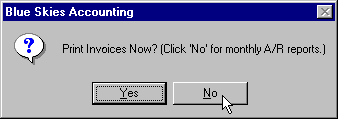 Blue Skies Accounting
?
Print Invoices Now? (Click 'No' for monthly A/R reports.)
Yes
No